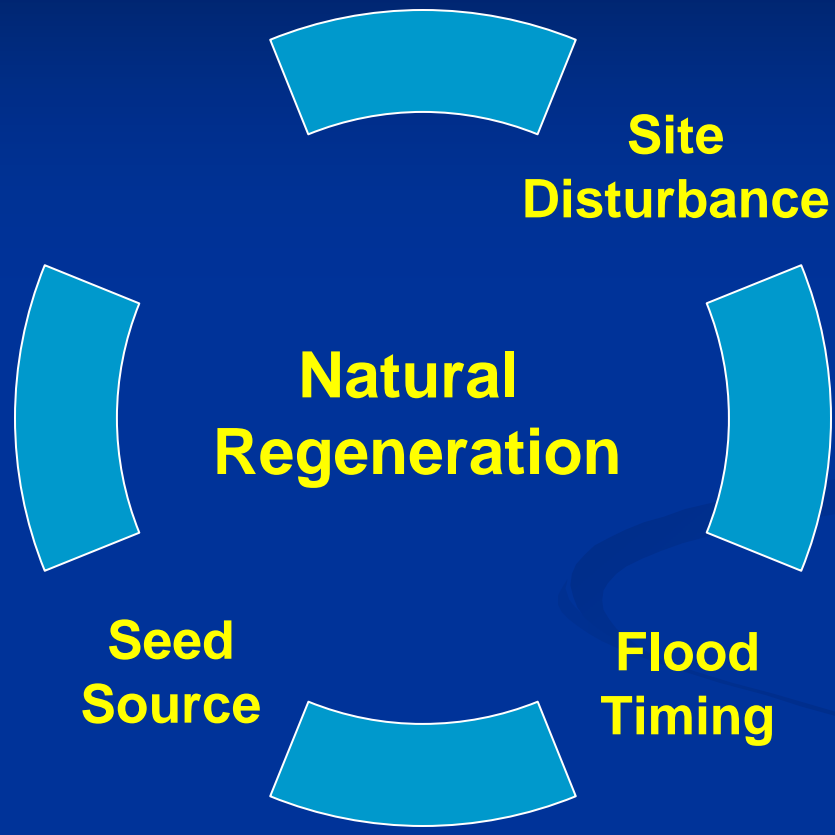 Site
Disturbance
Natural
Regeneration
Seed
Source
Flood
Timing